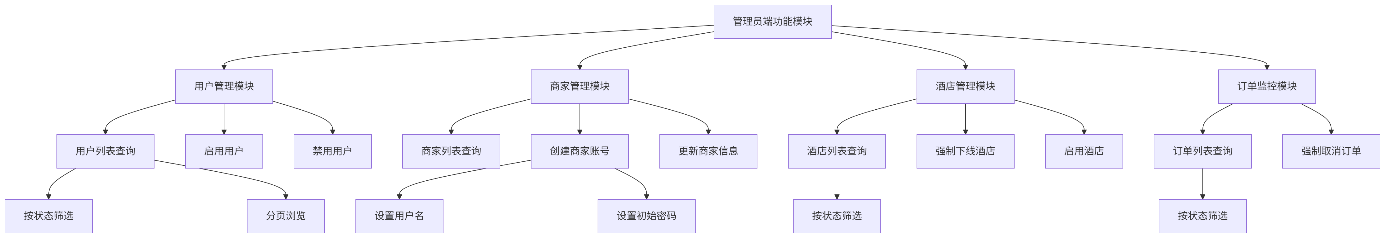 管理员端功能模块
用户管理模块
商家管理模块
酒店管理模块
订单监控模块
用户列表查询
启用用户
禁用用户
商家列表查询
创建商家账号
更新商家信息
酒店列表查询
强制下线酒店
启用酒店
订单列表查询
强制取消订单
按状态筛选
分页浏览
设置用户名
设置初始密码
按状态筛选
按状态筛选